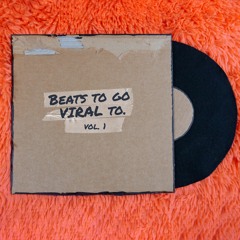 BEATS TO GO
VIRAL TO.
VOL. 1